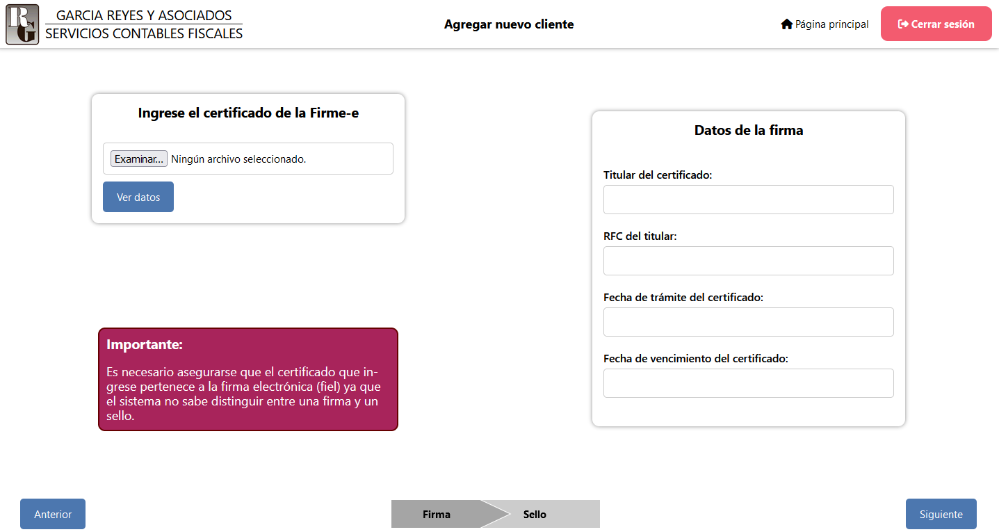 RG
GARCIA REYES Y ASOCIADOS
SERVICIOS CONTABLES FISCALES
Agregar nuevo cliente
Página principal
Cerrar sesión
Ingrese el certificado de la Firme-e
Examinar... Ningún archivo seleccionado.
Ver datos
Importante:
Es necesario asegurarse que el certificado que in-
grese pertenece a la firma electrónica (fiel) ya que
el sistema no sabe distinguir entre una firma y un
sello.
Datos de la firma
Titular del certificado:
RFC del titular:
Fecha de trámite del certificado:
Fecha de vencimiento del certificado:
Anterior
Firma
Sello
Siguiente